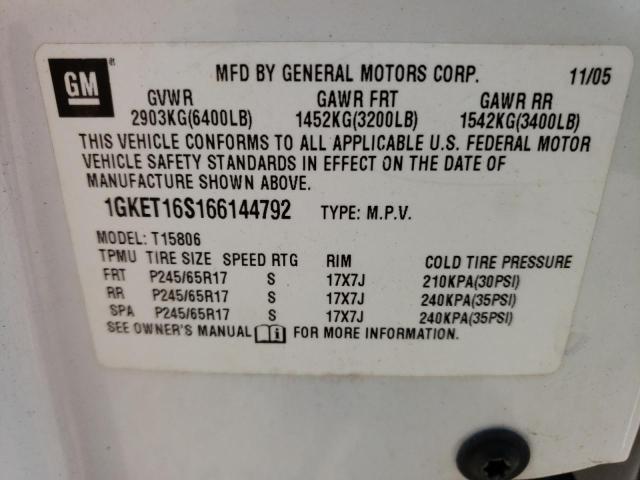 GM ®
MFD BY GENERAL MOTORS CORP. 11/05
GVWR GAWR FRT GAWR RR
2903KG(6400LB) 1452KG(3200LB) 1542KG(3400LB)
THIS VEHICLE CONFORMS TO ALL APPLICABLE U.S. FEDERAL MOTOR
VEHICLE SAFETY STANDARDS IN EFFECT ON THE DATE OF
MANUFACTURE SHOWN ABOVE.
1GKET16S166144792 TYPE: M.P.V.
MODEL: T15806
TPMU TIRE SIZE SPEED RTG RIM COLD TIRE PRESSURE
FRT P245/65R17 S 17X7J 210KPA(30PSI)
RR P245/65R17 S 17X7J 240KPA(35PSI)
SPA P245/65R17 S 17X7J 240KPA(35PSI)
SEE OWNER'S MANUAL i FOR MORE INFORMATION.